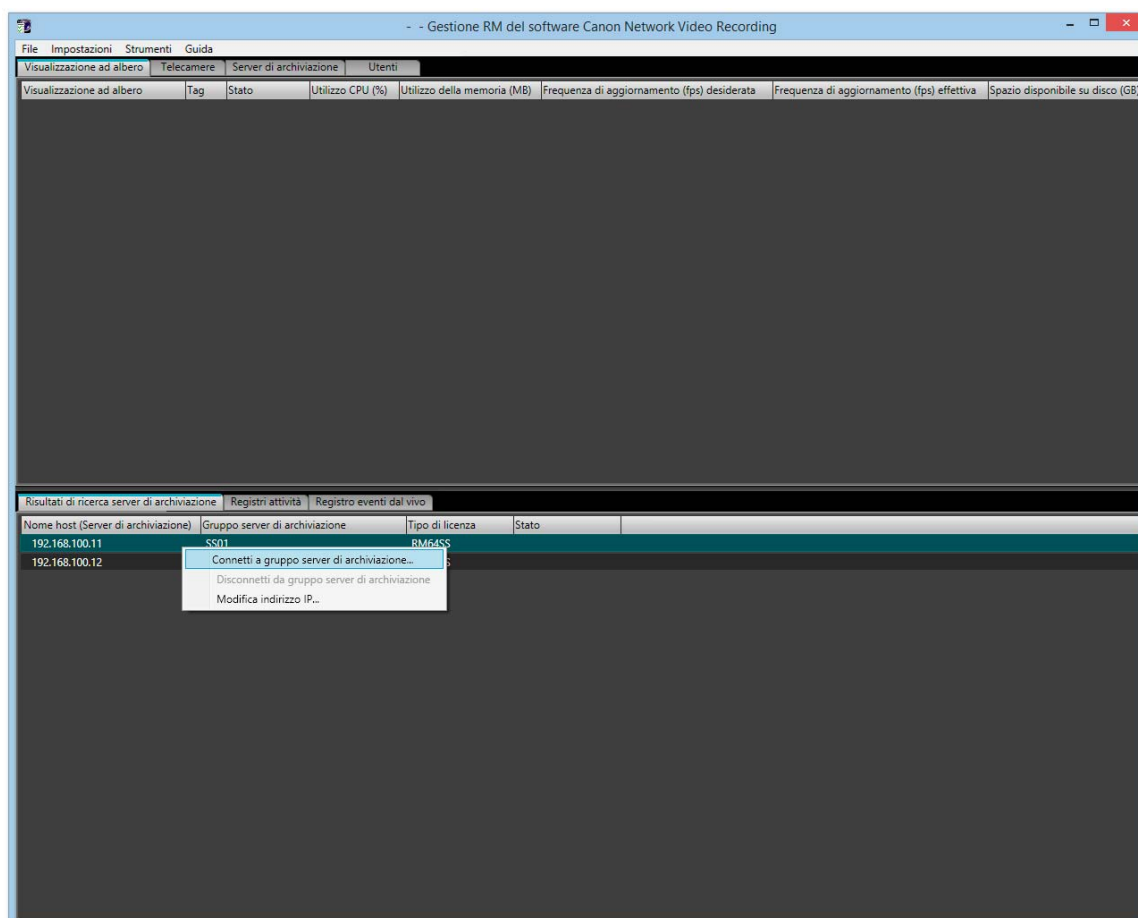 - - Gestione RM del software Canon Network Video Recording
File Impostazioni Strumenti Guida
Visualizzazione ad albero Telecamere Server di archiviazione Utenti
Visualizzazione ad albero Tag Stato Utilizzo CPU (%) Utilizzo della memoria (MB) Frequenza di aggiornamento (fps) desiderata Frequenza di aggiornamento (fps) effettiva Spazio disponibile su disco (GB)
Risultati di ricerca server di archiviazione Registri attività Registro eventi dal vivo
Nome host (Server di archiviazione) Gruppo server di archiviazione Tipo di licenza Stato
192.168.100.11 SS01 RM64SS
192.168.100.12
Connetti a gruppo server di archiviazione...
Disconnetti da gruppo server di archiviazione
Modifica indirizzo IP...